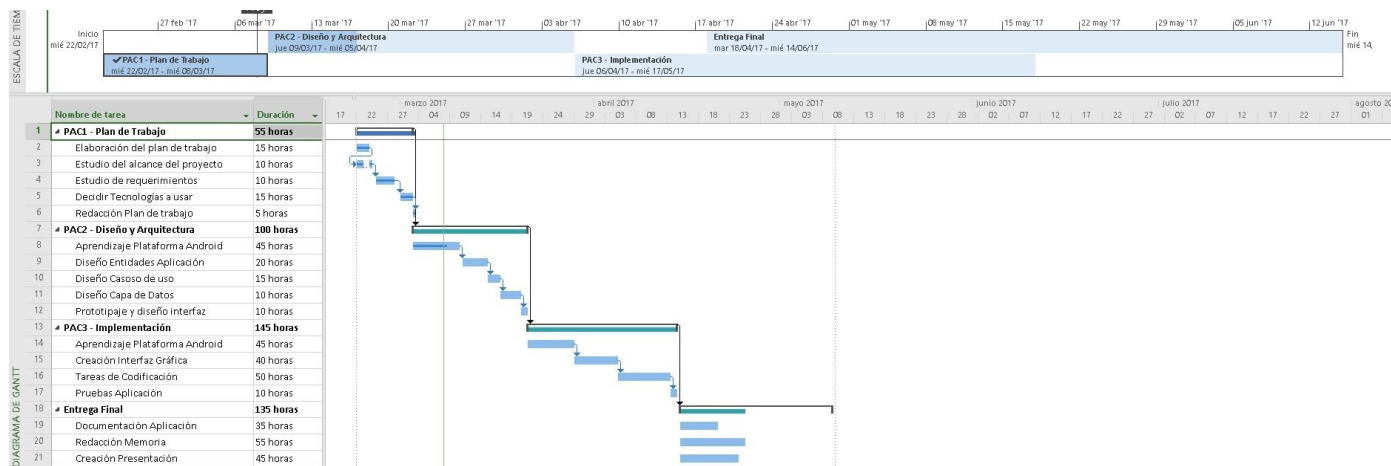 27 feb '17 06 mar '17 13 mar '17 20 mar '17 27 mar '17 03 abr '17 10 abr '17 17 abr '17 24 abr '17 01 may '17 08 may '17 15 may '17 22 may '17 29 may '17 05 jun '17 12 jun '17
ESCALA DE TIEM
Inicio
mié 22/02/17
PAC2 - Diseño y Arquitectura
jue 09/03/17 - mié 05/04/17
Entrega Final
mar 18/04/17 - mié 14/06/17
Fin
mié 14,
PAC1 - Plan de Trabajo
mié 22/02/17 - mié 08/03/17
PAC3 - Implementación
jue 06/04/17 - mié 17/05/17
marzo 2017 abril 2017 mayo 2017 junio 2017 julio 2017 agosto 20
Nombre de tarea Duración 17 22 27 04 09 14 19 24 29 03 08 13 18 23 28 03 08 13 18 23 28 02 07 12 17 22 27 02 07 12 17 22 27 01
1 PAC1 - Plan de Trabajo 55 horas
2 Elaboración del plan de trabajo 15 horas
3 Estudio del alcance del proyecto 10 horas
4 Estudio de requerimientos 10 horas
5 Decidir Tecnologías a usar 15 horas
6 Redacción Plan de trabajo 5 horas
7 PAC2 - Diseño y Arquitectura 100 horas
8 Aprendizaje Plataforma Android 45 horas
9 Diseño Entidades Aplicación 20 horas
10 Diseño Casoso de uso 15 horas
11 Diseño Capa de Datos 10 horas
12 Prototipaje y diseño interfaz 10 horas
13 PAC3 - Implementación 145 horas
14 Aprendizaje Plataforma Android 45 horas
15 Creación Interfaz Gráfica 40 horas
16 Tareas de Codificación 50 horas
17 Pruebas Aplicación 10 horas
18 Entrega Final 135 horas
19 Documentación Aplicación 35 horas
20 Redacción Memoria 55 horas
21 Creación Presentación 45 horas
DIAGRAMA DE GANTT